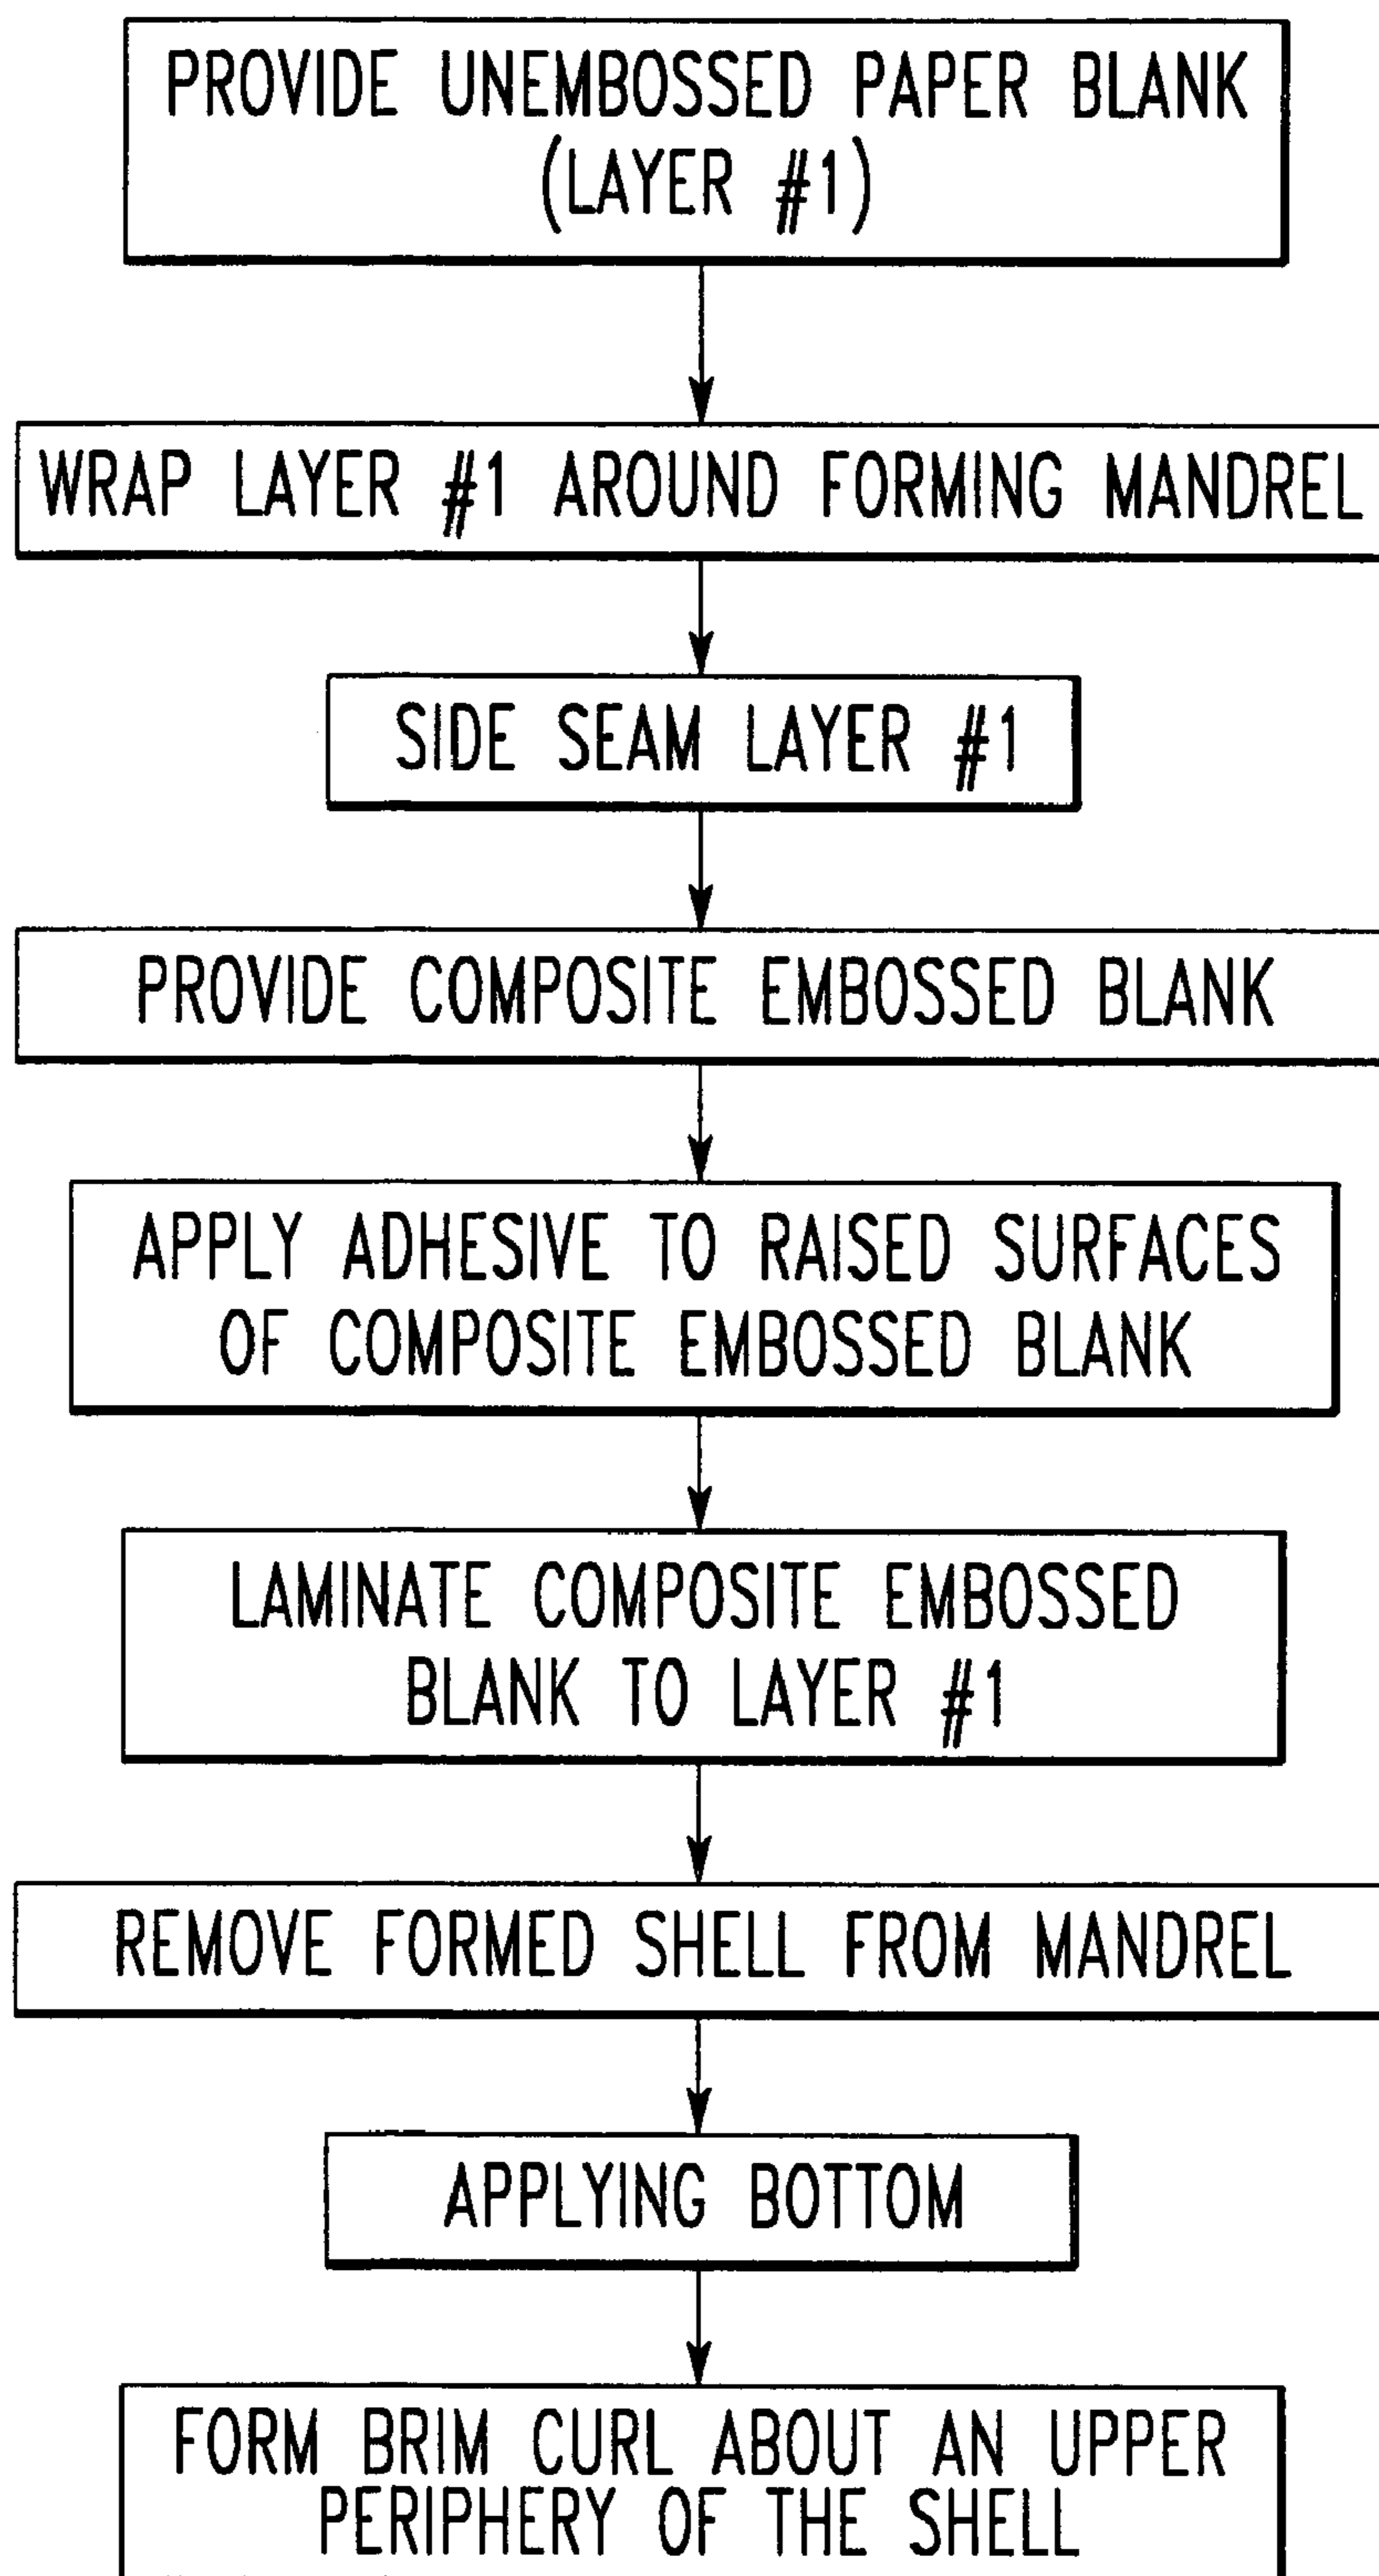 PROVIDE UNEMBOSSED PAPER BLANK
(LAYER #1)
WRAP LAYER #1 AROUND FORMING MANDREL
SIDE SEAM LAYER #1
PROVIDE COMPOSITE EMBOSSED BLANK
APPLY ADHESIVE TO RAISED SURFACES
OF COMPOSITE EMBOSSED BLANK
LAMINATE COMPOSITE EMBOSSED
BLANK TO LAYER #1
REMOVE FORMED SHELL FROM MANDREL
APPLYING BOTTOM
FORM BRIM CURL ABOUT AN UPPER
PERIPHERY OF THE SHELL